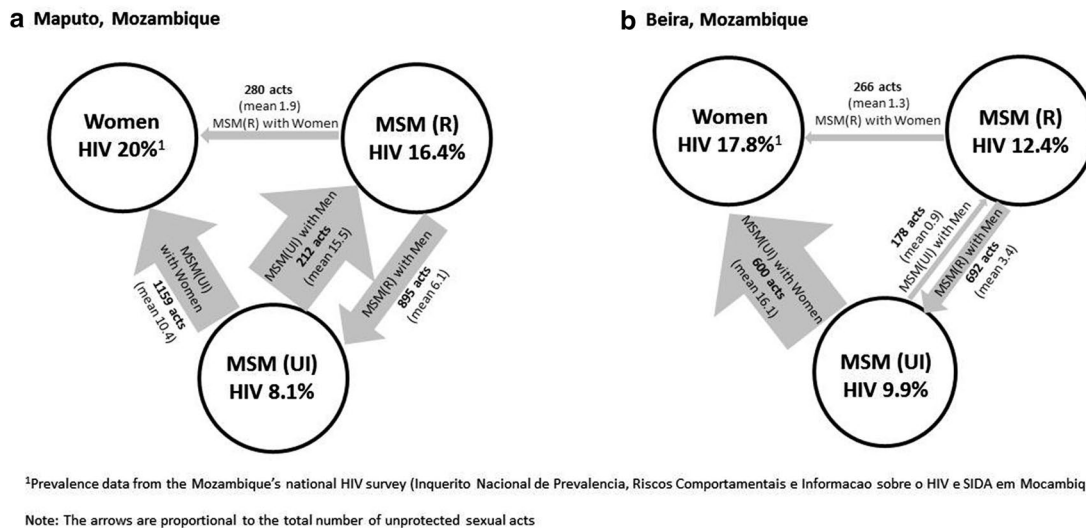 a Maputo, Mozambique
Women
HIV 20%¹
280 acts
(mean 1.9)
MSM(R) with Women
MSM (R)
HIV 16.4%
MSM(UI)
with Women
1159 acts
(mean 10.4)
MSM(UI) with Men
212 acts
(mean 15.5)
MSM(R) with Men
895 acts
(mean 6.1)
MSM (UI)
HIV 8.1%
b Beira, Mozambique
Women
HIV 17.8%¹
266 acts
(mean 1.3)
MSM(R) with Women
MSM (R)
HIV 12.4%
MSM(UI) with Women
600 acts
(mean 16.1)
178 acts
(mean 0.9)
MSM(UI) with Men
MSM(R) with Men
692 acts
(mean 3.4)
MSM (UI)
HIV 9.9%
¹Prevalence data from the Mozambique's national HIV survey (Inquerito Nacional de Prevalencia, Riscos Comportamentais e Informacao sobre o HIV e SIDA em Mocambiq
Note: The arrows are proportional to the total number of unprotected sexual acts